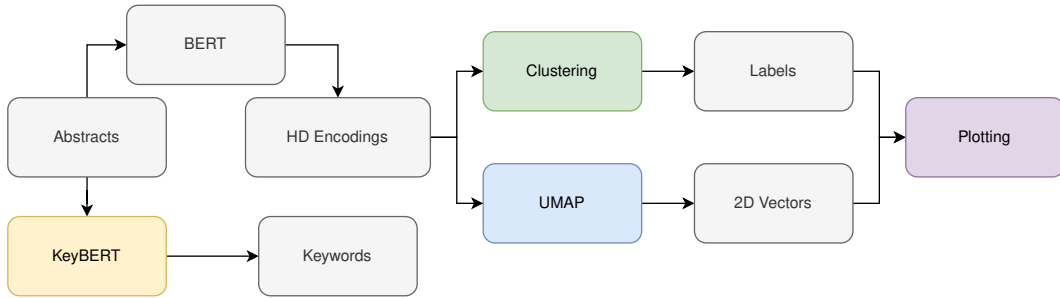 BERT
Abstracts
HD Encodings
Clustering
Labels
Plotting
UMAP
2D Vectors
KeyBERT
Keywords